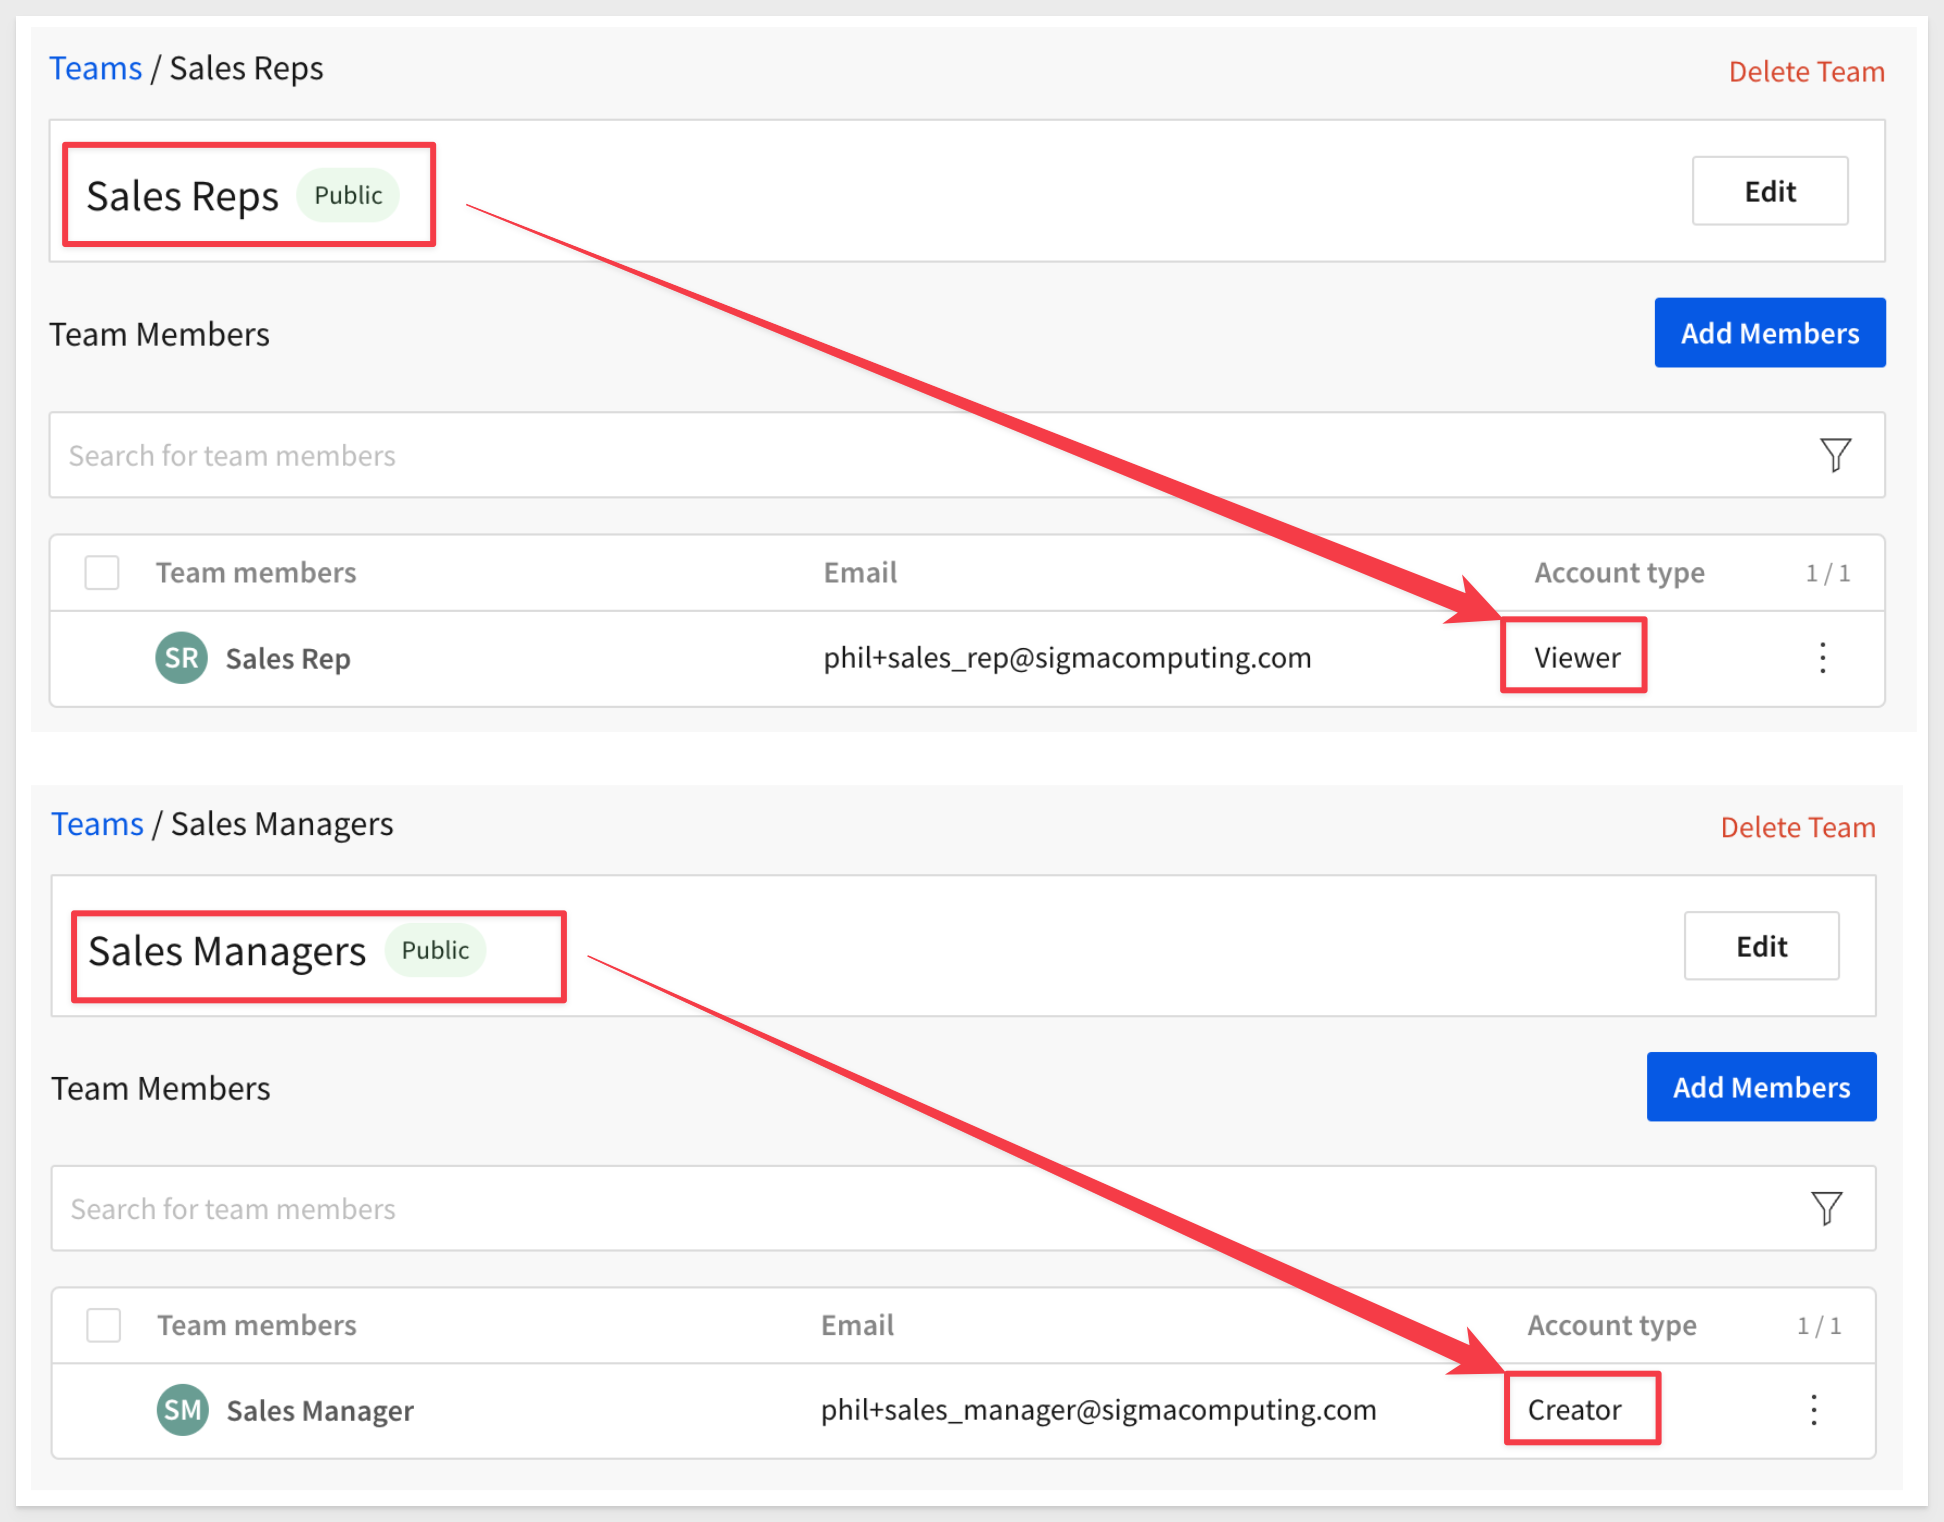 Teams / Sales Reps
Delete Team
Sales Reps Public
Edit
Team Members
Add Members
Search for team members
Team members Email Account type 1 / 1
SR Sales Rep phil+sales_rep@sigmacomputing.com Viewer
Teams / Sales Managers
Delete Team
Sales Managers Public
Edit
Team Members
Add Members
Search for team members
Team members Email Account type 1 / 1
SM Sales Manager phil+sales_manager@sigmacomputing.com Creator